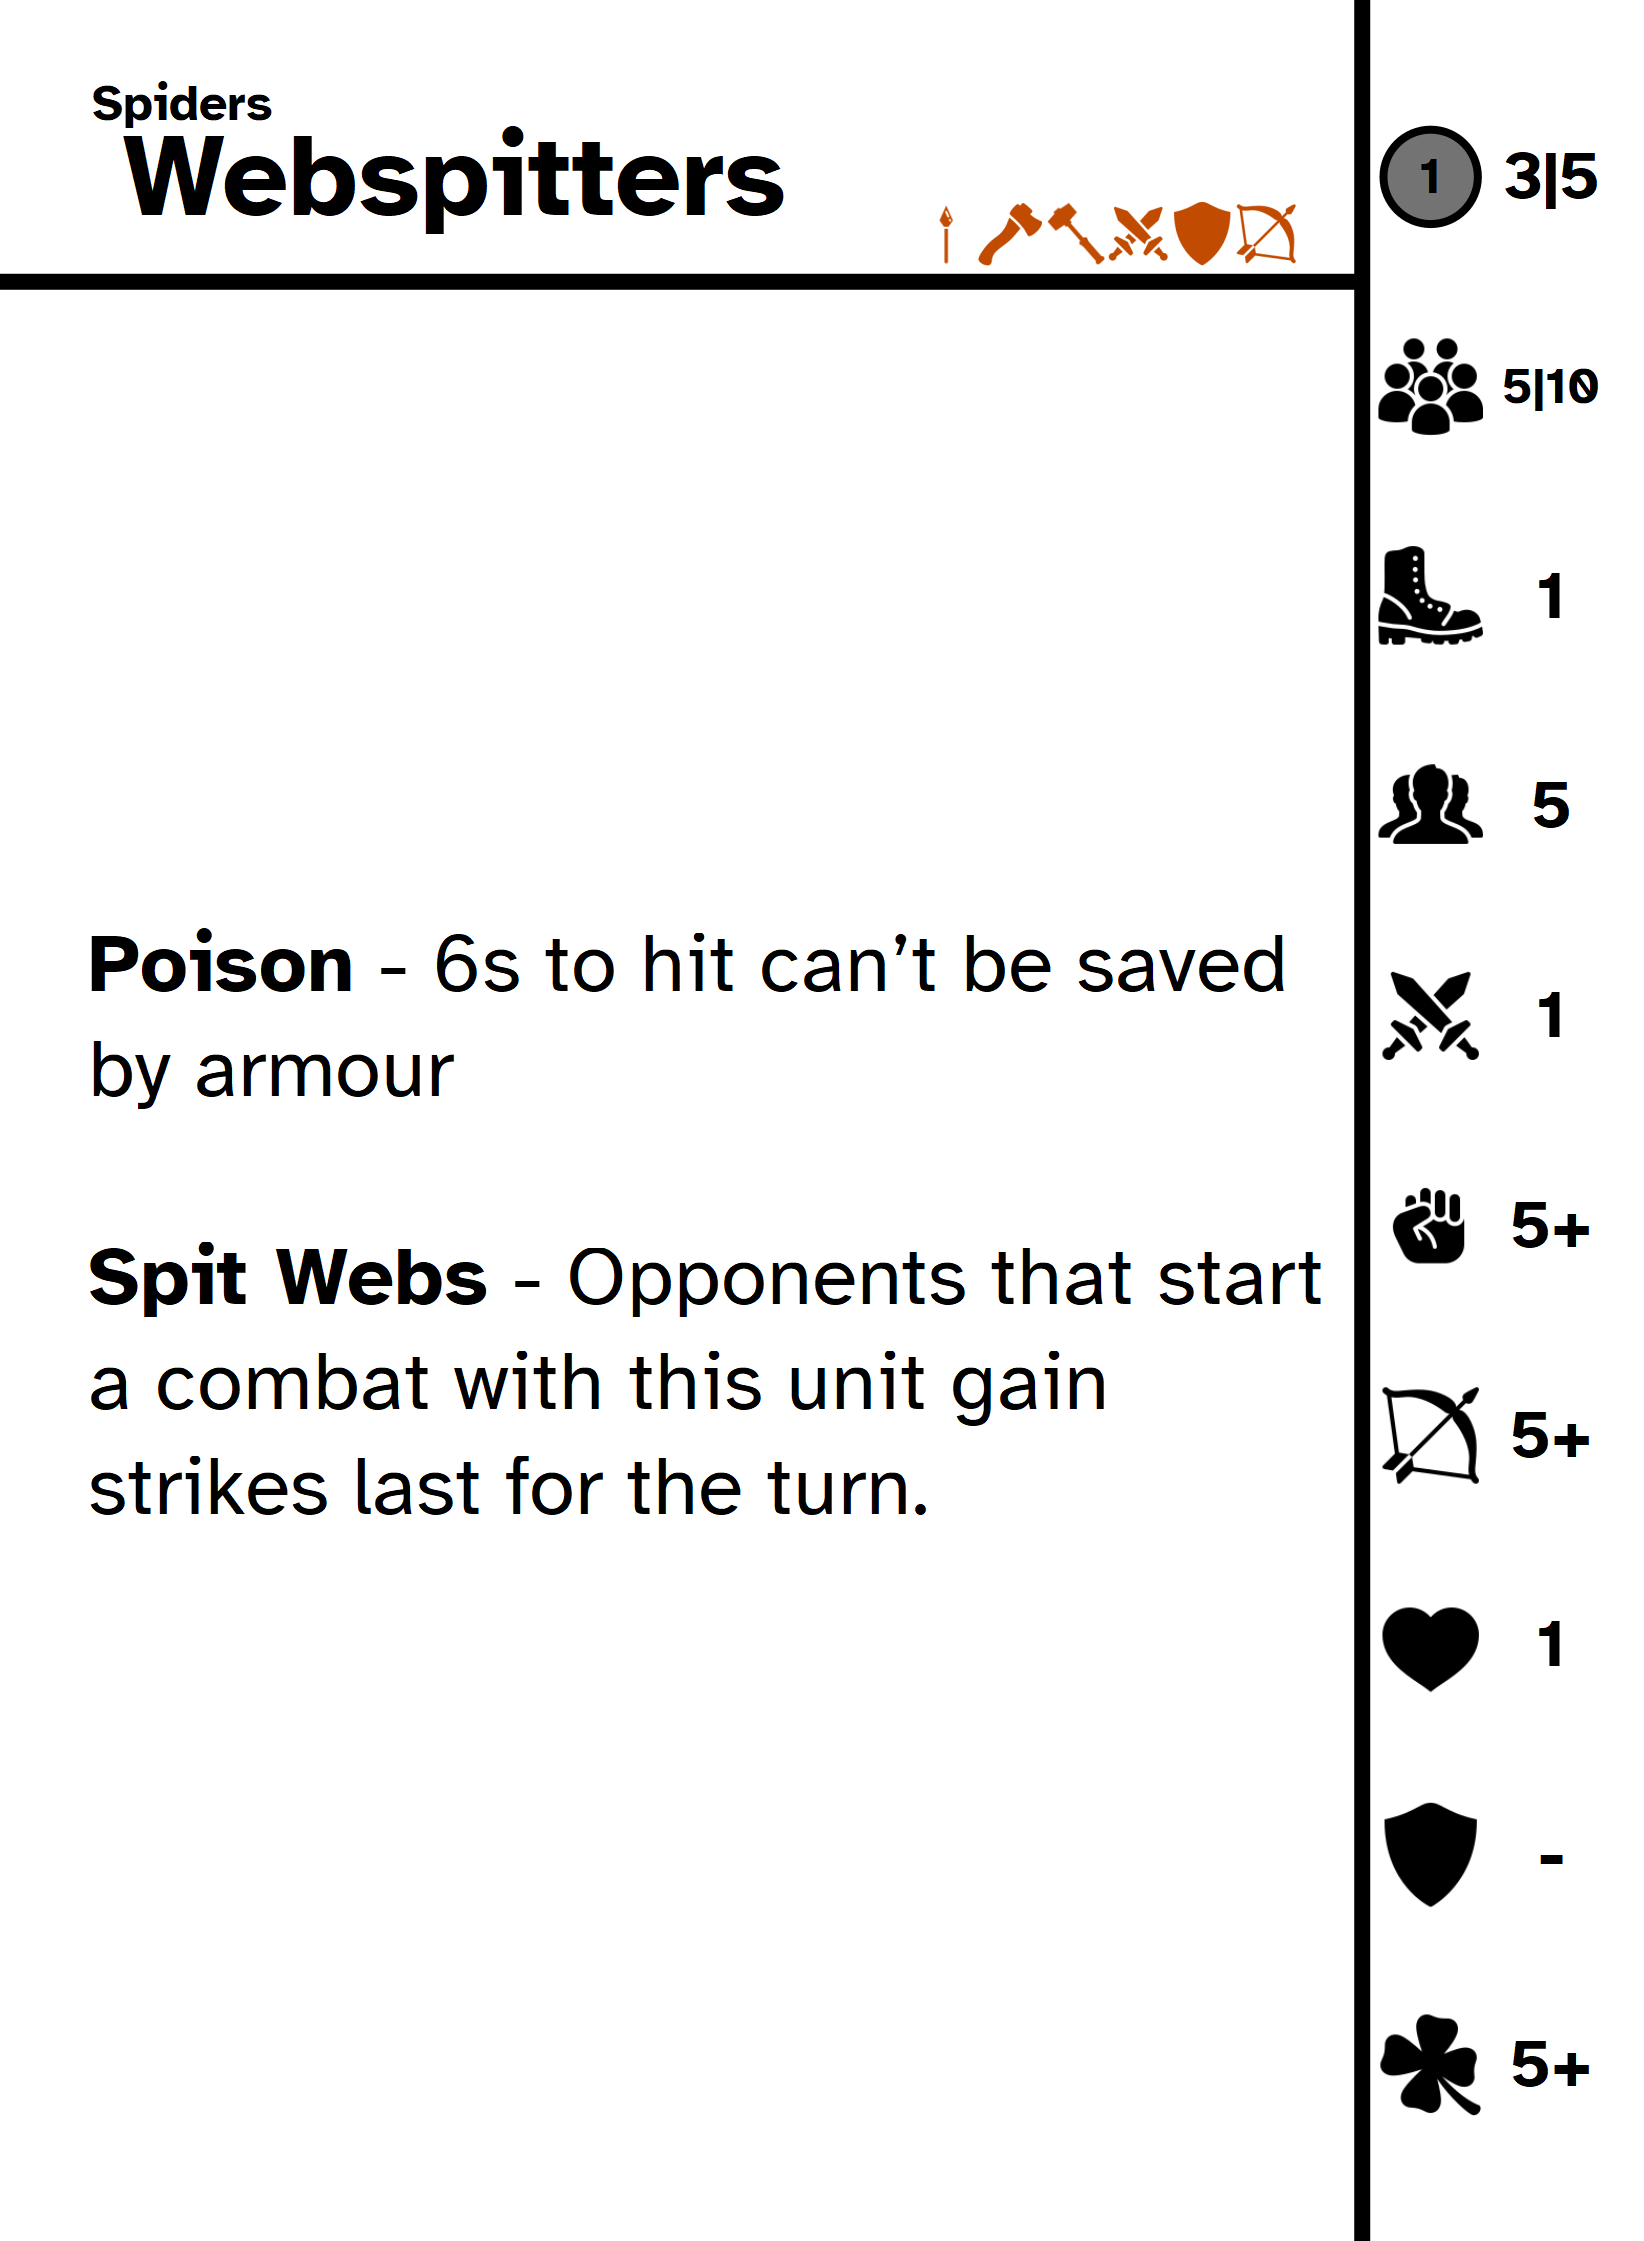 Spiders
Webspitters
1 3|5
5|10
1
5
1
5+
5+
1
-
5+
Poison - 6s to hit can’t be saved
by armour
Spit Webs - Opponents that start
a combat with this unit gain
strikes last for the turn.